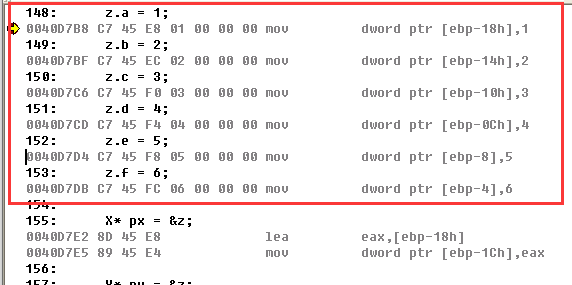 148:      z.a = 1;
0040D7B8 C7 45 E8 01 00 00 00 mov         dword ptr [ebp-18h],1
149:      z.b = 2;
0040D7BF C7 45 EC 02 00 00 00 mov         dword ptr [ebp-14h],2
150:      z.c = 3;
0040D7C6 C7 45 F0 03 00 00 00 mov         dword ptr [ebp-10h],3
151:      z.d = 4;
0040D7CD C7 45 F4 04 00 00 00 mov         dword ptr [ebp-0Ch],4
152:      z.e = 5;
0040D7D4 C7 45 F8 05 00 00 00 mov         dword ptr [ebp-8],5
153:      z.f = 6;
0040D7DB C7 45 FC 06 00 00 00 mov         dword ptr [ebp-4],6
154:
155:      X* px = &z;
0040D7E2 8D 45 E8             lea         eax,[ebp-18h]
0040D7E5 89 45 E4             mov         dword ptr [ebp-1Ch],eax
156: